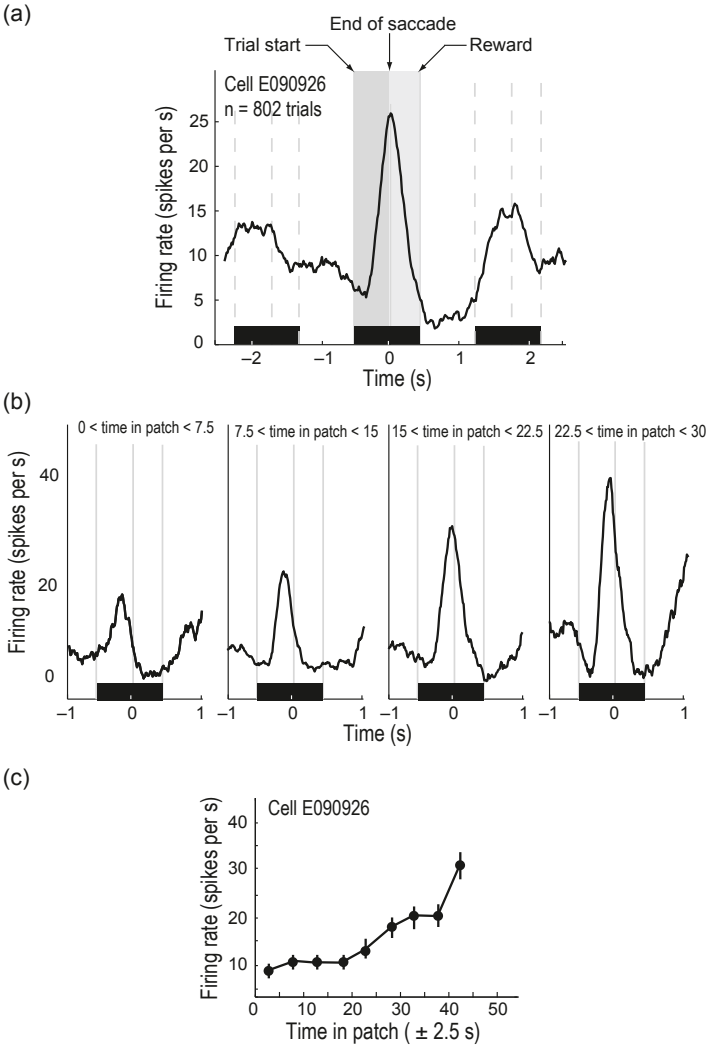 (a)
End of saccade
Trial start
Reward
Cell E090926
n = 802 trials
Firing rate (spikes per s)
25
20
15
10
5
0
–2 –1 0 1 2
Time (s)
(b)
0 < time in patch < 7.5 7.5 < time in patch < 15 15 < time in patch < 22.5 22.5 < time in patch < 30
Firing rate (spikes per s)
40
20
0
–1 0 1 –1 0 1 –1 0 1 –1 0 1
Time (s)
(c)
Cell E090926
Firing rate (spikes per s)
40
30
20
10
0 10 20 30 40 50
Time in patch ( ± 2.5 s)